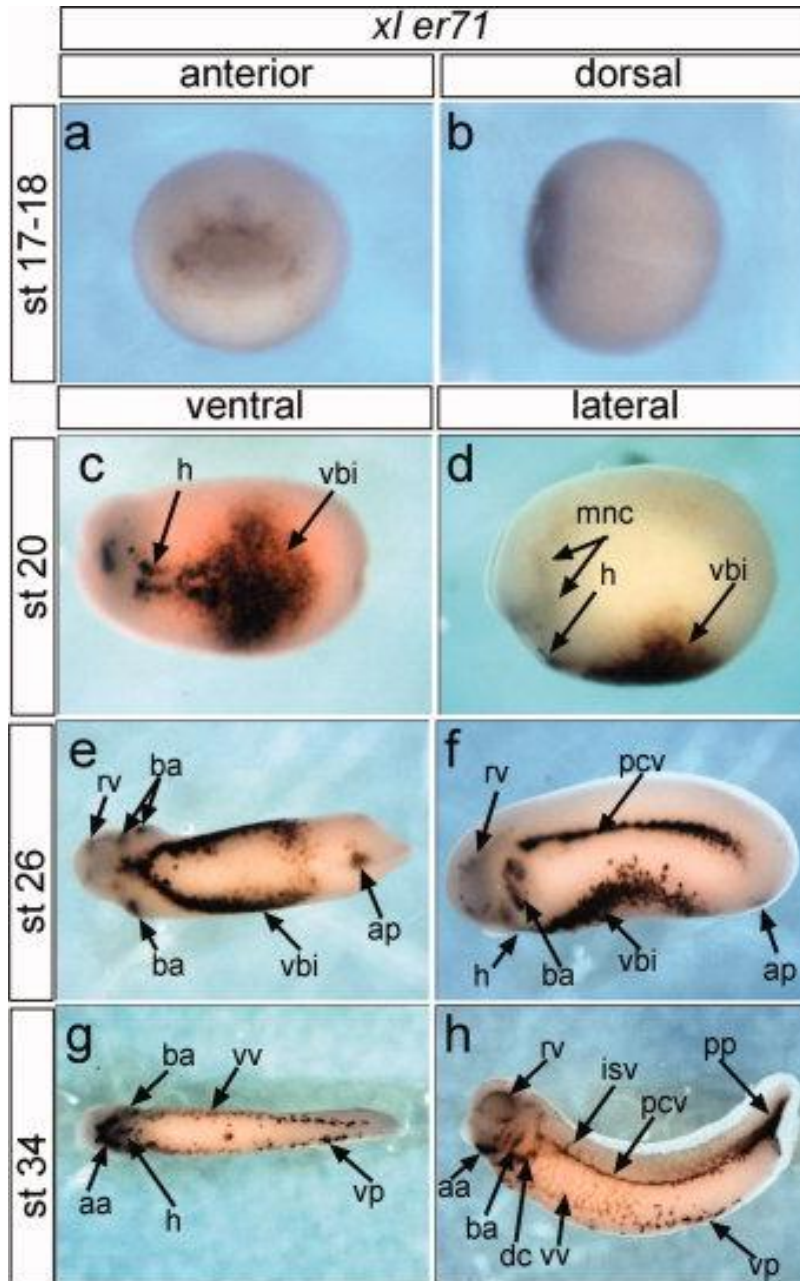 xl er71
anterior dorsal
st 17-18
a b
ventral lateral
st 20
c h vbi
d mnc h vbi
st 26
e rv ba ba vbi ap
f rv pcv h ba vbi ap
st 34
g ba vv aa h vp
h rv isv pcv pp aa ba dc vv vp